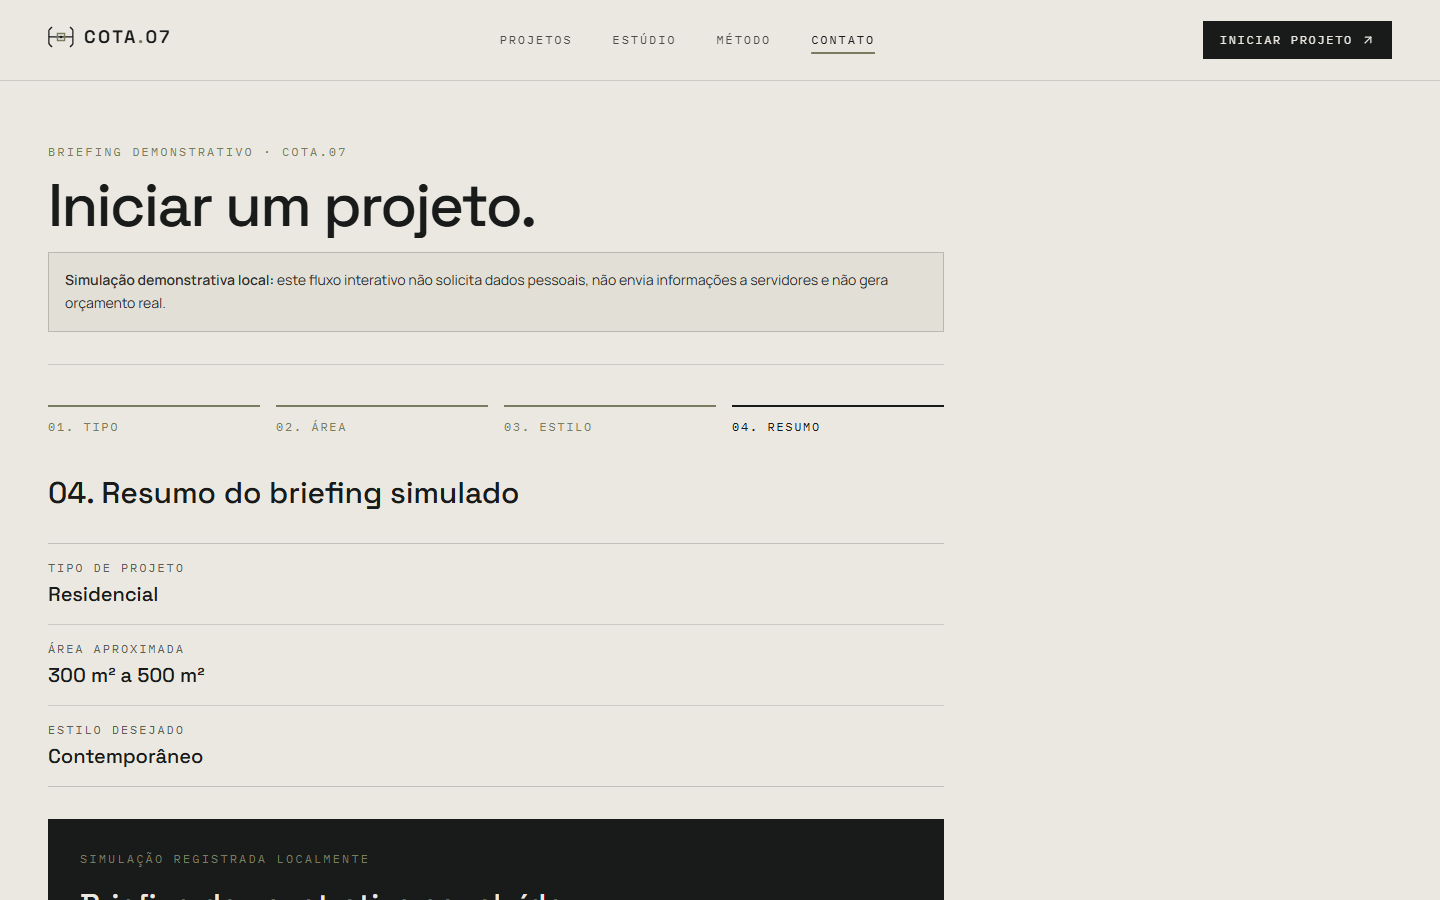 COTA.07
PROJETOS
ESTÚDIO
MÉTODO
CONTATO
INICIAR PROJETO ↗
BRIEFING DEMONSTRATIVO · COTA.07
Iniciar um projeto.
Simulação demonstrativa local: este fluxo interativo não solicita dados pessoais, não envia informações a servidores e não gera
orçamento real.
01. TIPO
02. ÁREA
03. ESTILO
04. RESUMO
04. Resumo do briefing simulado
TIPO DE PROJETO
Residencial
ÁREA APROXIMADA
300 m² a 500 m²
ESTILO DESEJADO
Contemporâneo
SIMULAÇÃO REGISTRADA LOCALMENTE